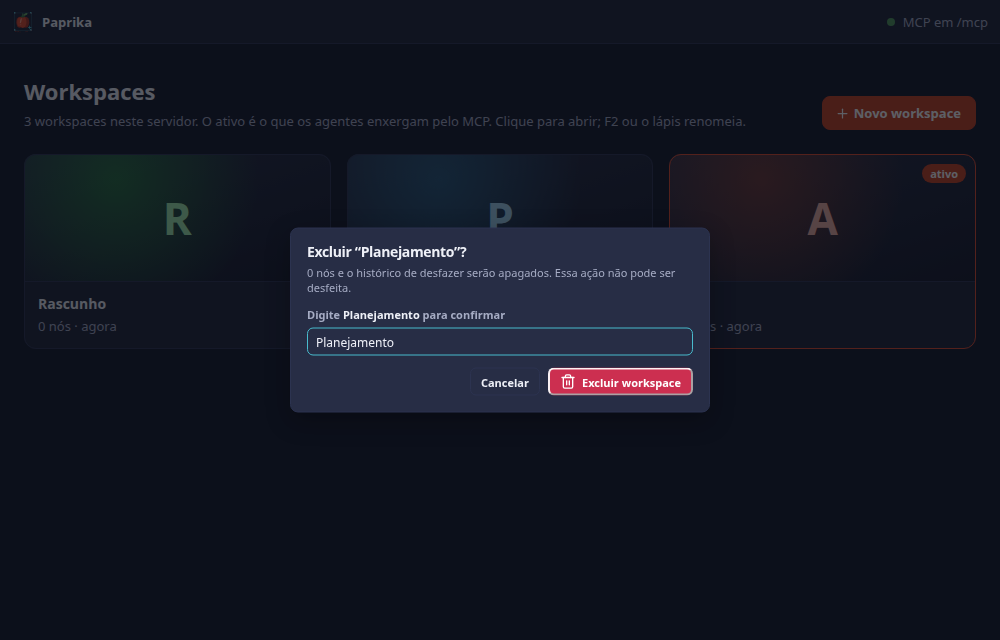 Paprika
MCP em /mcp
Workspaces
3 workspaces neste servidor. O ativo é o que os agentes enxergam pelo MCP. Clique para abrir; F2 ou o lápis renomeia.
+ Novo workspace
R
P
A
ativo
Rascunho
0 nós · agora
s · agora
Excluir “Planejamento”?
0 nós e o histórico de desfazer serão apagados. Essa ação não pode ser
desfeita.
Digite Planejamento para confirmar
Planejamento
Cancelar
Excluir workspace